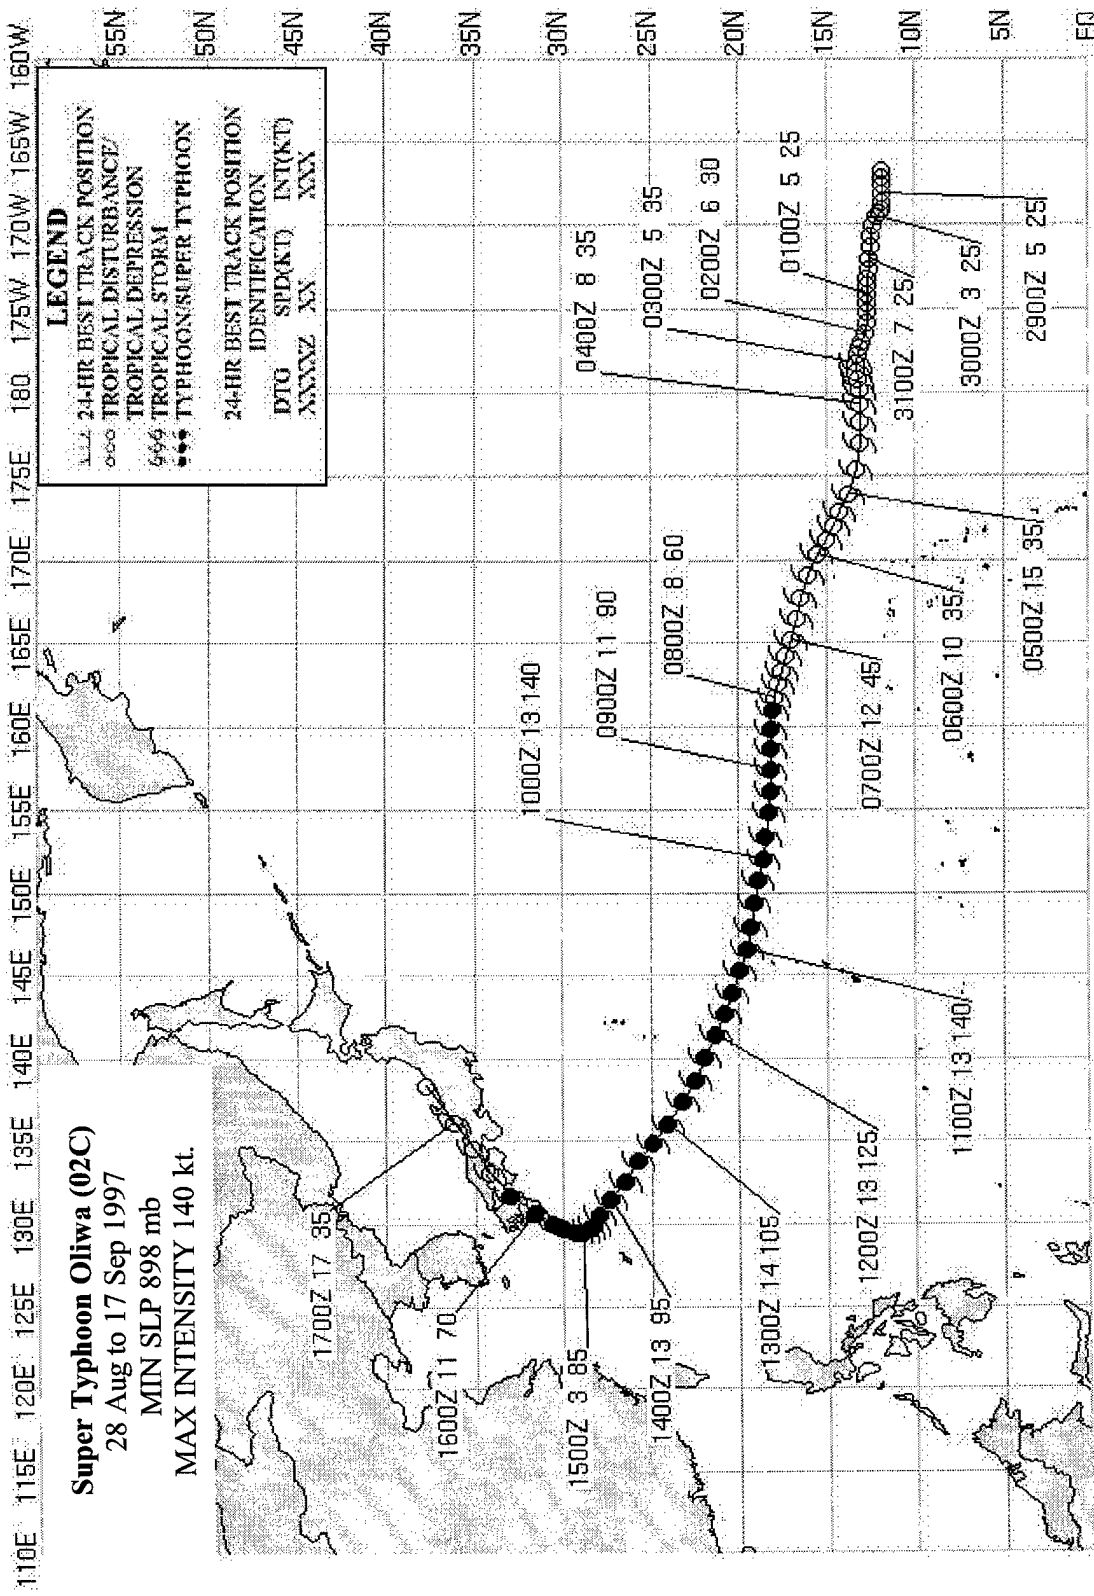 Super Typhoon Oliwa (02C)
28 Aug to 17 Sep 1997
MIN SLP 898 mb
MAX INTENSITY 140 kt.
LEGEND
24-HR BEST TRACK POSITION
TROPICAL DISTURBANCE/
TROPICAL DEPRESSION
TROPICAL STORM
TYPHOON/SUPER TYPHOON
24-HR BEST TRACK POSITION
IDENTIFICATION
DTG SPD(KT) INT(KT)
XXXXZ XX XXX
110E 115E 120E 125E 130E 135E 140E 145E 150E 155E 160E 165E 170E 175E 180 175W 170W 165W 160W
55N
50N
45N
40N
35N
30N
25N
20N
15N
10N
5N
EQ
1700Z 17 35
1600Z 11 70
1500Z 3 85
1400Z 13 95
1300Z 14 105
1200Z 13 125
1100Z 13 140
1000Z 13 140
0900Z 11 90
0800Z 8 60
0700Z 12 45
0600Z 10 35
0500Z 15 35
0400Z 8 35
0300Z 5 35
0200Z 6 30
0100Z 5 25
3100Z 7 25
3000Z 3 25
2900Z 5 25